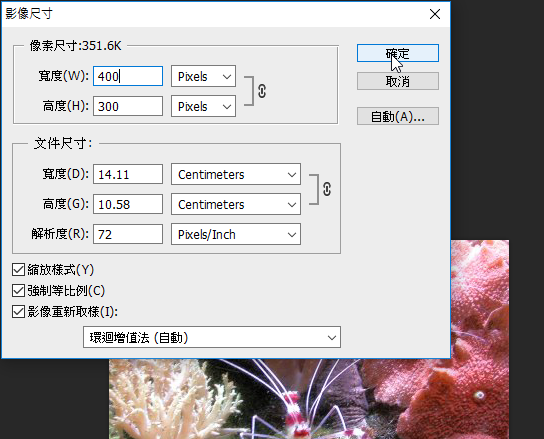 影像尺寸
像素尺寸:351.6K
寬度(W): 400 Pixels
高度(H): 300 Pixels
確定
取消
自動(A)...
文件尺寸:
寬度(D): 14.11 Centimeters
高度(G): 10.58 Centimeters
解析度(R): 72 Pixels/Inch
縮放樣式(Y)
強制等比例(C)
影像重新取樣(I):
環迴增值法 (自動)